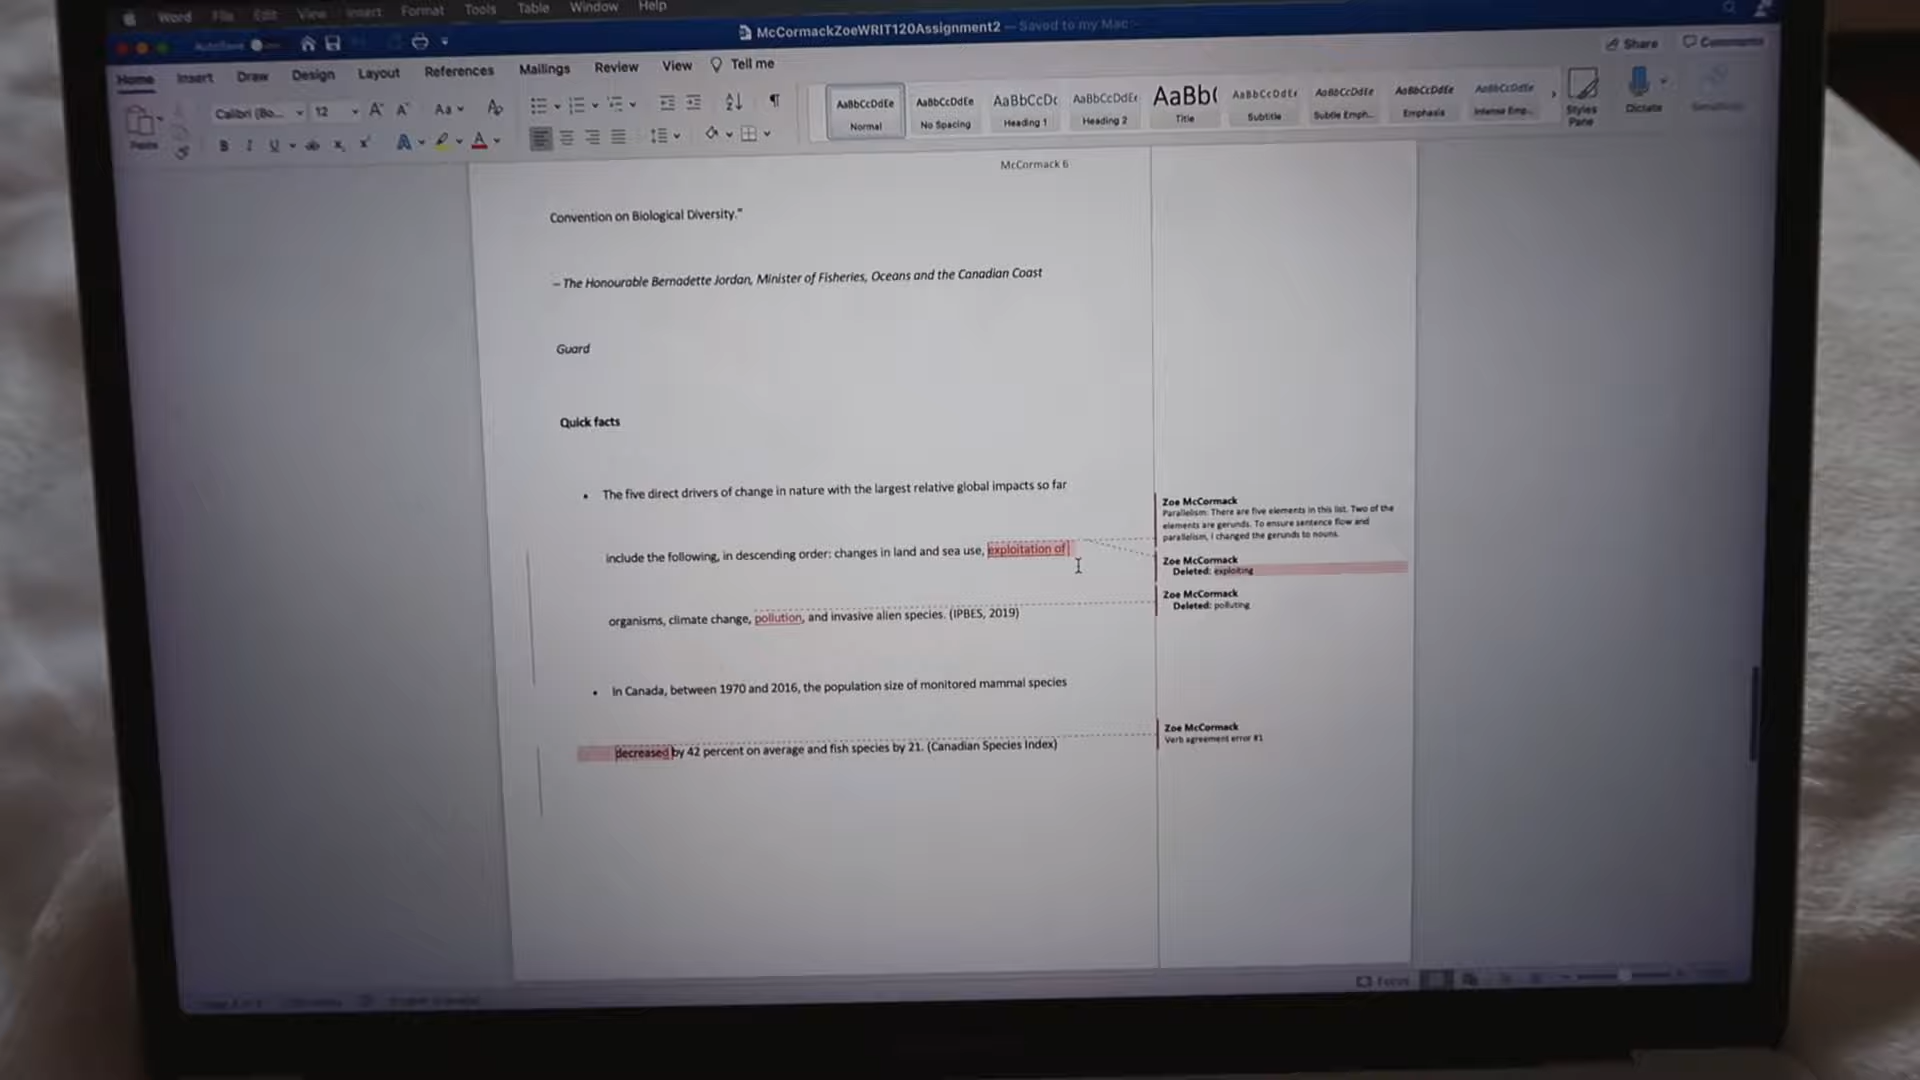 Word File Edit View Insert Format Tools Table Window Help
AutoSave McCormackZoeWRIT120Assignment2 — Saved to my Mac
Home Insert Draw Design Layout References Mailings Review View Tell me Share Comments
Paste Calibri (Bo... 12 Aa
AaBbCcDdEe AaBbCcDdEe AaBbCcDc AaBbCcDdEe AaBb( AaBbCcDdEe AaBbCcDdEe AaBbCcDdEe AaBbCcDdEe
Normal No Spacing Heading 1 Heading 2 Title Subtitle Subtle Emph... Emphasis Intense Emp... Styles Pane Dictate
McCormack 6
Convention on Biological Diversity."
– The Honourable Bernadette Jordan, Minister of Fisheries, Oceans and the Canadian Coast
Guard
Quick facts
• The five direct drivers of change in nature with the largest relative global impacts so far
include the following, in descending order: changes in land and sea use, exploitation of
organisms, climate change, pollution, and invasive alien species. (IPBES, 2019)
• In Canada, between 1970 and 2016, the population size of monitored mammal species
decreased by 42 percent on average and fish species by 21. (Canadian Species Index)
Zoe McCormack
Parallelism: There are five elements in this list. Two of the
elements are gerunds. To ensure sentence flow and
parallelism, I changed the gerunds to nouns.
Zoe McCormack
Deleted: exploiting
Zoe McCormack
Deleted: polluting
Zoe McCormack
Verb agreement error #1
Focus